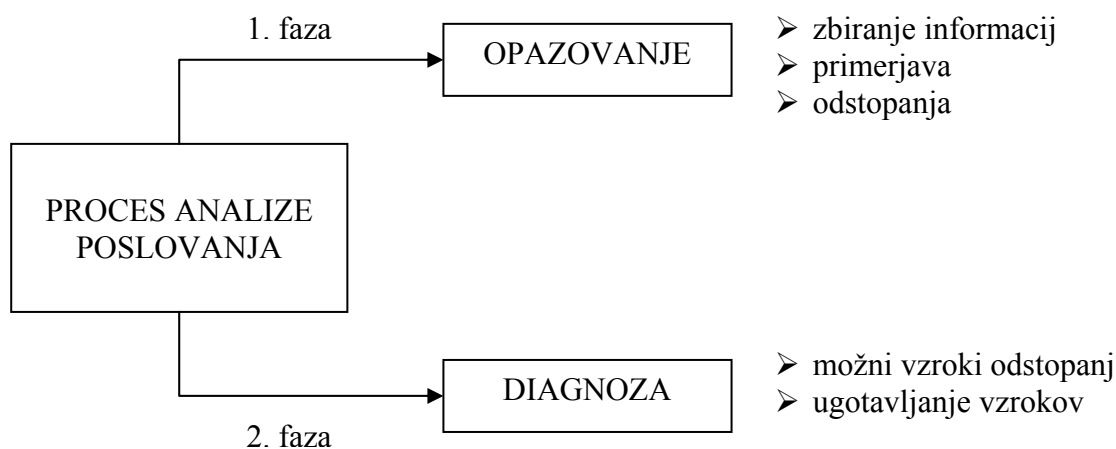 1. faza
OPAZOVANJE
➢ zbiranje informacij
➢ primerjava
➢ odstopanja
PROCES ANALIZE
POSLOVANJA
DIAGNOZA
➢ možni vzroki odstopanj
➢ ugotavljanje vzrokov
2. faza